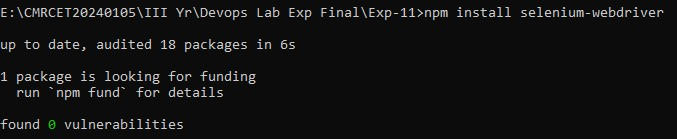 E:\CMRCET20240105\III Yr\Devops Lab Exp Final\Exp-11>npm install selenium-webdriver
up to date, audited 18 packages in 6s
1 package is looking for funding
  run `npm fund` for details
found 0 vulnerabilities